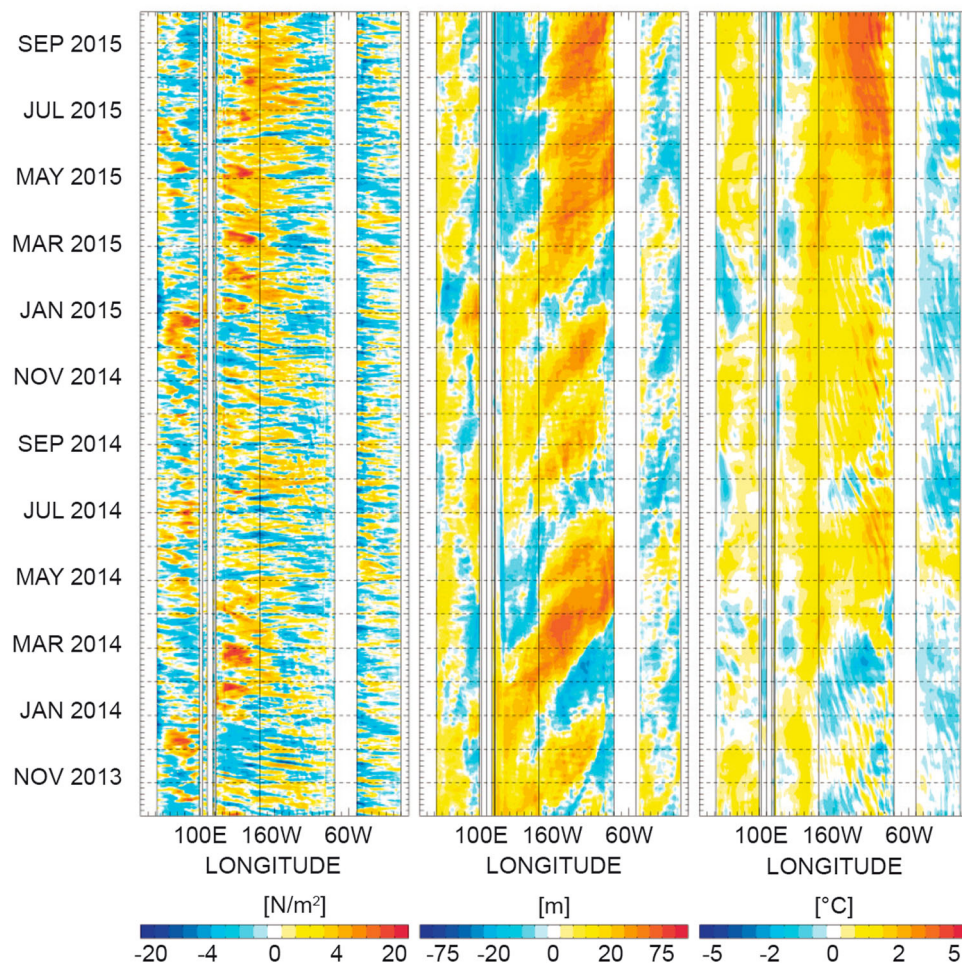 SEP 2015
JUL 2015
MAY 2015
MAR 2015
JAN 2015
NOV 2014
SEP 2014
JUL 2014
MAY 2014
MAR 2014
JAN 2014
NOV 2013
100E 160W 60W 100E 160W 60W 100E 160W 60W
LONGITUDE LONGITUDE LONGITUDE
[N/m²] [m] [°C]
-20 -4 0 4 20 -75 -20 0 20 75 -5 -2 0 2 5